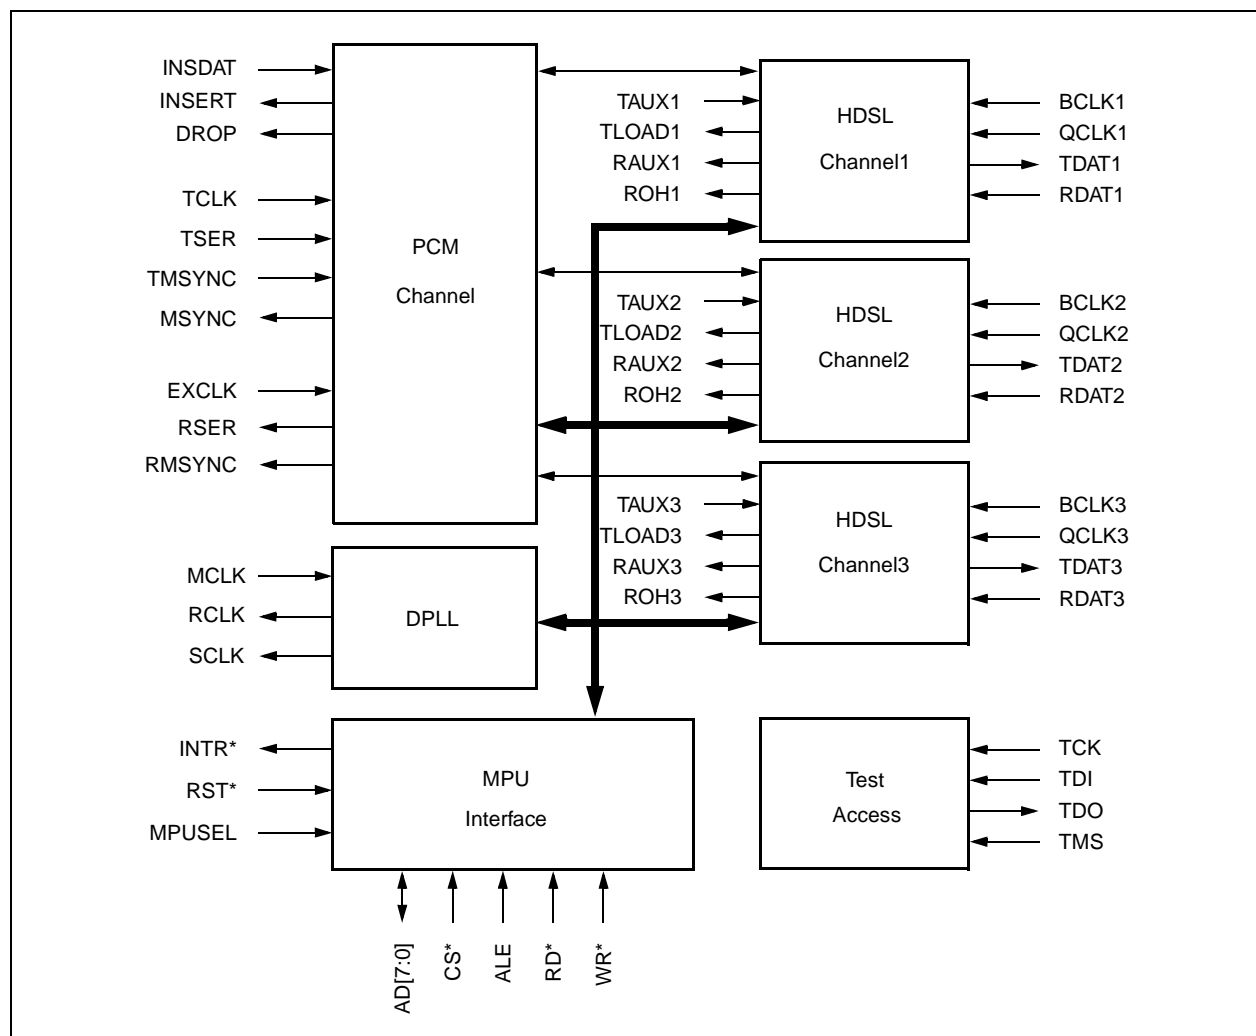 INSDAT
INSERT
DROP
TCLK
TSER
TMSYNC
MSYNC
EXCLK
RSER
RMSYNC
PCM
Channel
TAUX1
TLOAD1
RAUX1
ROH1
HDSL
Channel1
BCLK1
QCLK1
TDAT1
RDAT1
TAUX2
TLOAD2
RAUX2
ROH2
HDSL
Channel2
BCLK2
QCLK2
TDAT2
RDAT2
TAUX3
TLOAD3
RAUX3
ROH3
HDSL
Channel3
BCLK3
QCLK3
TDAT3
RDAT3
MCLK
RCLK
SCLK
DPLL
INTR*
RST*
MPUSEL
MPU
Interface
Test
Access
TCK
TDI
TDO
TMS
AD[7:0]
CS*
ALE
RD*
WR*